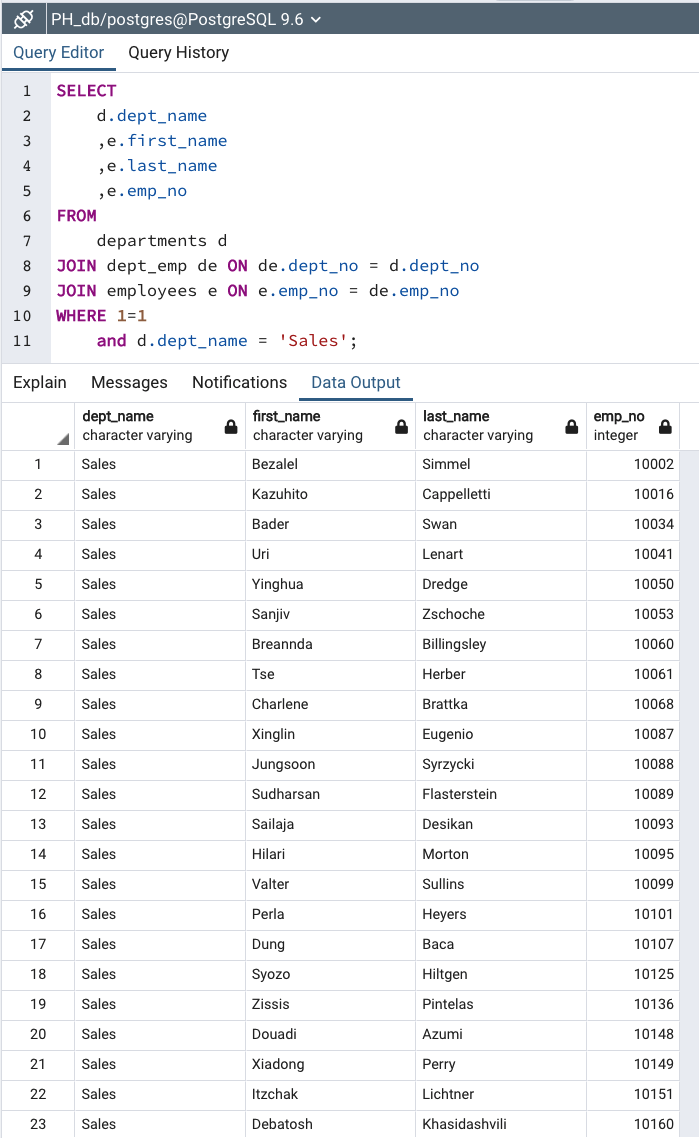 PH_db/postgres@PostgreSQL 9.6
Query Editor Query History
1 SELECT
2 d.dept_name
3 ,e.first_name
4 ,e.last_name
5 ,e.emp_no
6 FROM
7 departments d
8 JOIN dept_emp de ON de.dept_no = d.dept_no
9 JOIN employees e ON e.emp_no = de.emp_no
10 WHERE 1=1
11 and d.dept_name = 'Sales';
Explain Messages Notifications Data Output
dept_name first_name last_name emp_no
character varying character varying character varying integer
1 Sales Bezalel Simmel 10002
2 Sales Kazuhito Cappelletti 10016
3 Sales Bader Swan 10034
4 Sales Uri Lenart 10041
5 Sales Yinghua Dredge 10050
6 Sales Sanjiv Zschoche 10053
7 Sales Breannda Billingsley 10060
8 Sales Tse Herber 10061
9 Sales Charlene Brattka 10068
10 Sales Xinglin Eugenio 10087
11 Sales Jungsoon Syrzycki 10088
12 Sales Sudharsan Flasterstein 10089
13 Sales Sailaja Desikan 10093
14 Sales Hilari Morton 10095
15 Sales Valter Sullins 10099
16 Sales Perla Heyers 10101
17 Sales Dung Baca 10107
18 Sales Syozo Hiltgen 10125
19 Sales Zissis Pintelas 10136
20 Sales Douadi Azumi 10148
21 Sales Xiadong Perry 10149
22 Sales Itzchak Lichtner 10151
23 Sales Debatosh Khasidashvili 10160